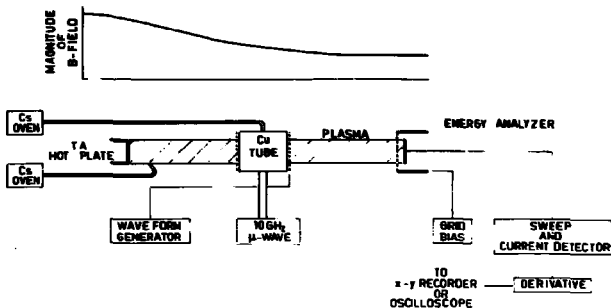 MAGNITUDE
OF
B-FIELD
Cs
OVEN
TA
HOT PLATE
Cs
OVEN
Cu
TUBE
PLASMA
ENERGY ANALYZER
WAVE FORM
GENERATOR
10 GHz
μ-WAVE
GRID
BIAS
SWEEP
AND
CURRENT DETECTOR
TO
x-y RECORDER
OR
OSCILLOSCOPE
DERIVATIVE